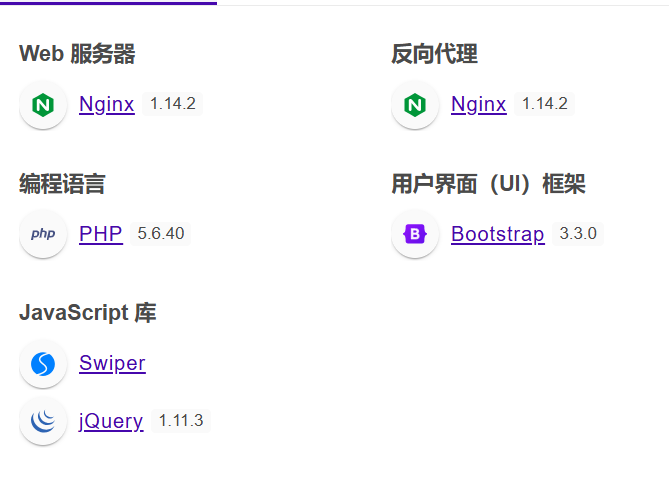 Web 服务器
Nginx 1.14.2
反向代理
Nginx 1.14.2
编程语言
php PHP 5.6.40
用户界面（UI）框架
B Bootstrap 3.3.0
JavaScript 库
Swiper
jQuery 1.11.3